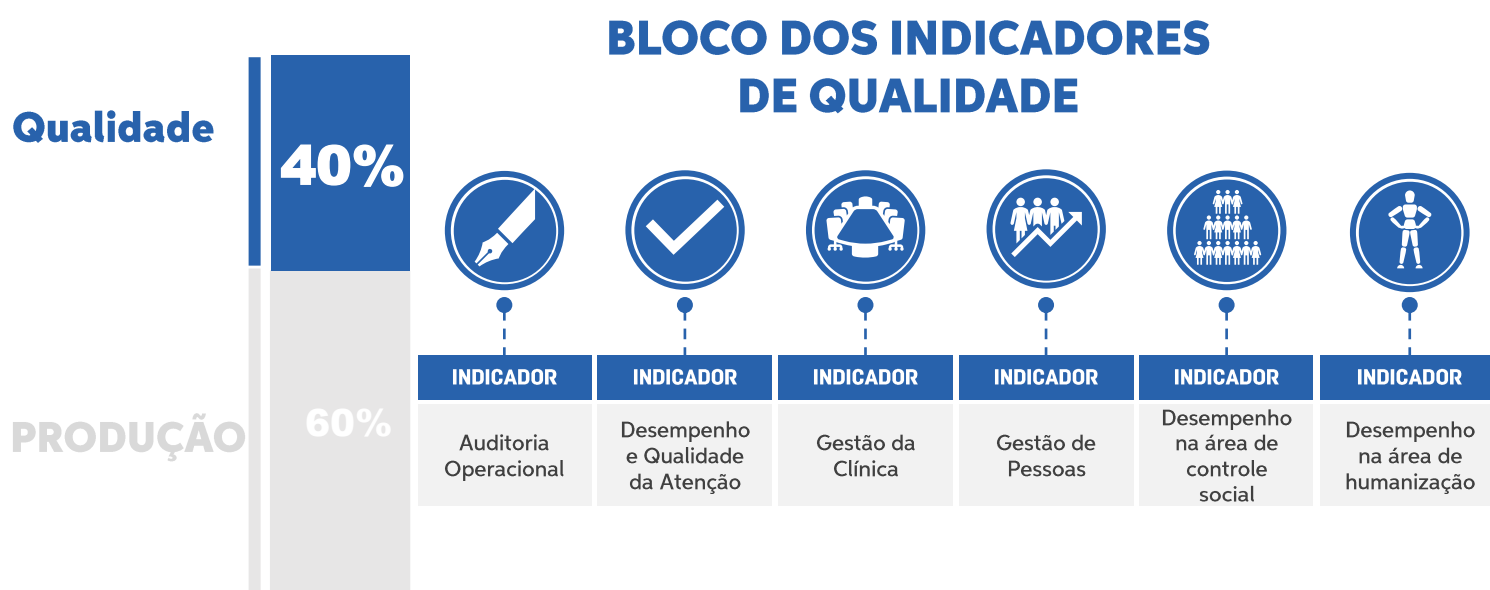 BLOCO DOS INDICADORES
DE QUALIDADE
Qualidade
40%
PRODUÇÃO
60%
INDICADOR
Auditoria
Operacional
INDICADOR
Desempenho
e Qualidade
da Atenção
INDICADOR
Gestão da
Clínica
INDICADOR
Gestão de
Pessoas
INDICADOR
Desempenho
na área de
controle
social
INDICADOR
Desempenho
na área de
humanização